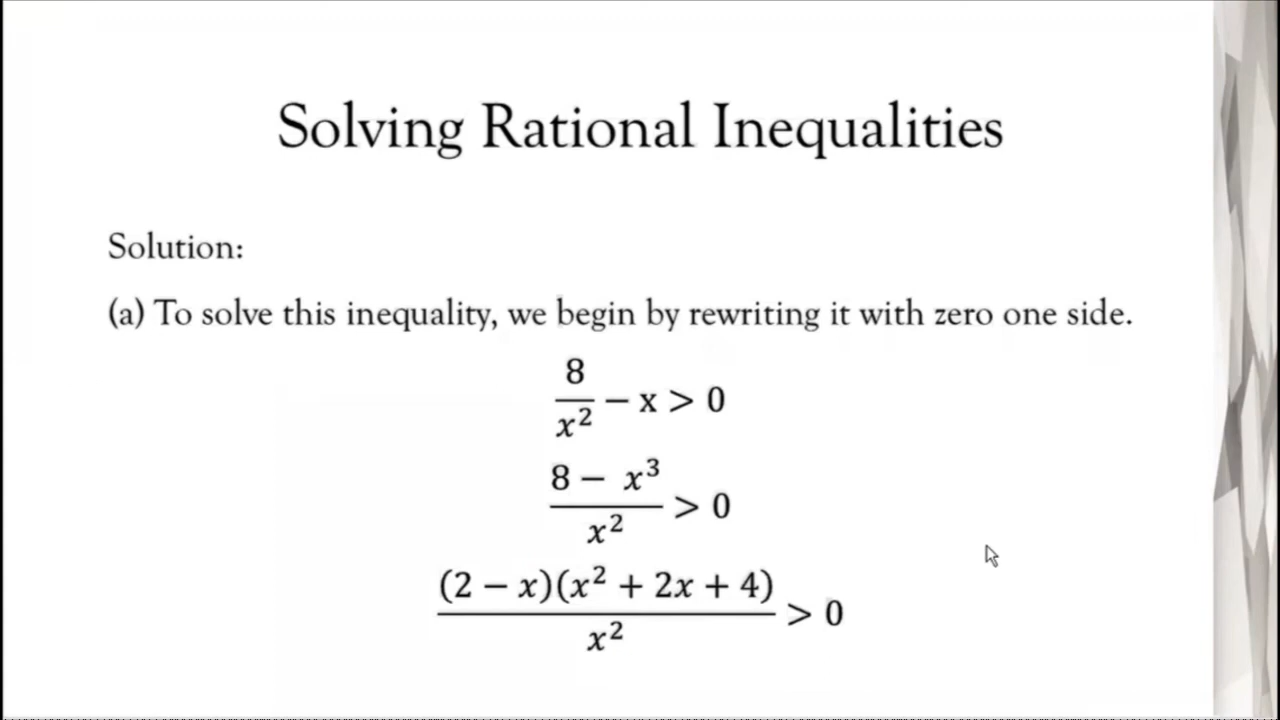 Solving Rational Inequalities
Solution:
(a) To solve this inequality, we begin by rewriting it with zero one side.
8/x² − x > 0
(8 − x³)/x² > 0
((2 − x)(x² + 2x + 4))/x² > 0